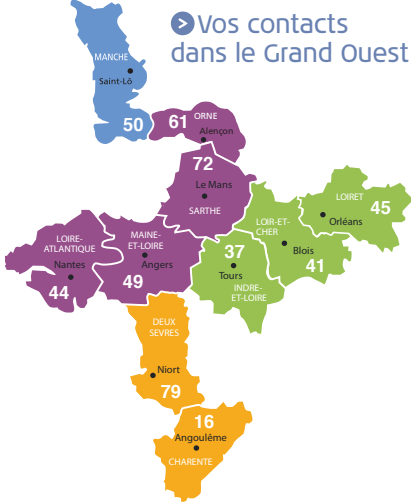 Vos contacts
dans le Grand Ouest
MANCHE
Saint-Lô
50
61
ORNE
Alençon
72
Le Mans
SARTHE
LOIRET
45
Orléans
LOIR-ET-
CHER
Blois
41
LOIRE-
ATLANTIQUE
Nantes
44
MAINE-
ET-LOIRE
Angers
49
37
Tours
INDRE-
ET-LOIRE
DEUX
SEVRES
Niort
79
16
Angoulême
CHARENTE